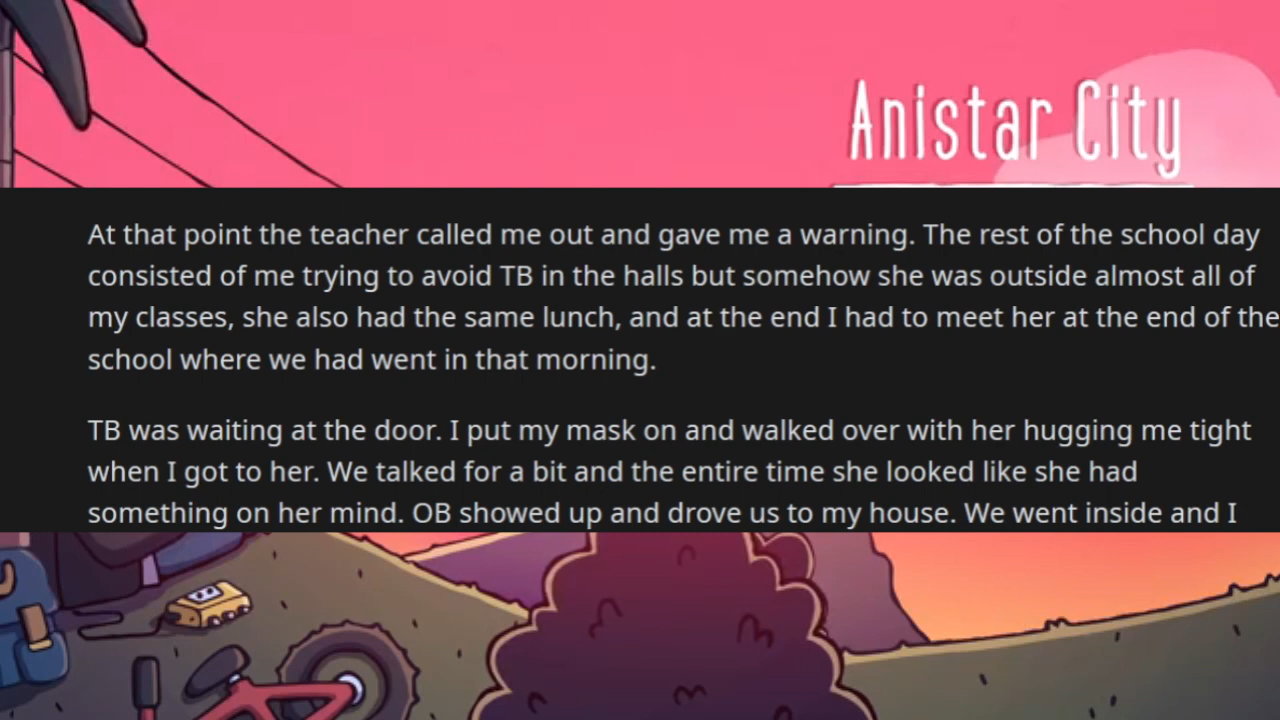 Anistar City
At that point the teacher called me out and gave me a warning. The rest of the school day
consisted of me trying to avoid TB in the halls but somehow she was outside almost all of
my classes, she also had the same lunch, and at the end I had to meet her at the end of the
school where we had went in that morning.
TB was waiting at the door. I put my mask on and walked over with her hugging me tight
when I got to her. We talked for a bit and the entire time she looked like she had
something on her mind. OB showed up and drove us to my house. We went inside and I